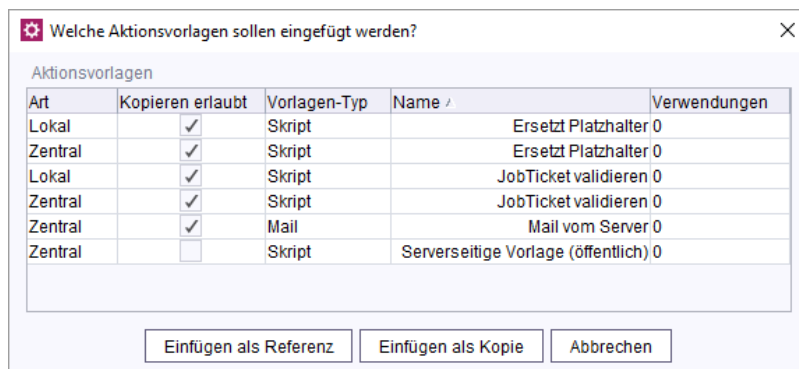 Welche Aktionsvorlagen sollen eingefügt werden?
Aktionsvorlagen
Art Kopieren erlaubt Vorlagen-Typ Name Verwendungen
Lokal Skript Ersetzt Platzhalter 0
Zentral Skript Ersetzt Platzhalter 0
Lokal Skript JobTicket validieren 0
Zentral Skript JobTicket validieren 0
Zentral Mail Mail vom Server 0
Zentral Skript Serverseitige Vorlage (öffentlich) 0
Einfügen als Referenz Einfügen als Kopie Abbrechen